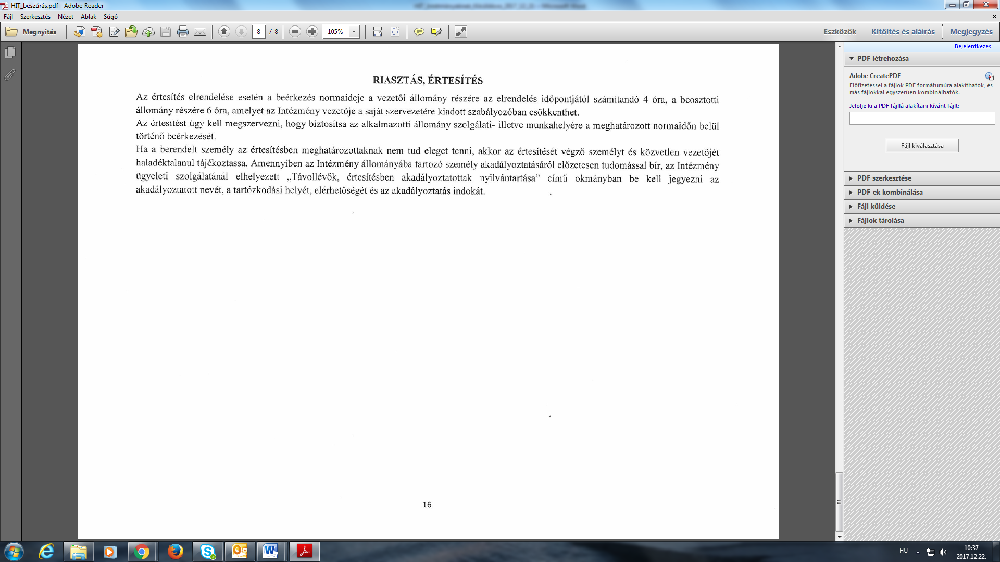 HIT_beszúrás.pdf - Adobe Reader
Fájl Szerkesztés Nézet Ablak Súgó
Megnyitás 8 / 8 105% Eszközök Kitöltés és aláírás Megjegyzés
Bejelentkezés
PDF létrehozása
Adobe CreatePDF
Előfizetéssel a fájlok PDF formátumúra alakíthatók, és
más fájlokkal egyszerűen kombinálhatók.
Jelölje ki a PDF fájllá alakítani kívánt fájlt:
Fájl kiválasztása
PDF szerkesztése
PDF-ek kombinálása
Fájl küldése
Fájlok tárolása
RIASZTÁS, ÉRTESÍTÉS
Az értesítés elrendelése esetén a beérkezés normaideje a vezetői állomány részére az elrendelés időpontjától számítandó 4 óra, a beosztotti
állomány részére 6 óra, amelyet az Intézmény vezetője a saját szervezetére kiadott szabályozóban csökkenthet.
Az értesítést úgy kell megszervezni, hogy biztosítsa az alkalmazotti állomány szolgálati- illetve munkahelyére a meghatározott normaidőn belül
történő beérkezését.
Ha a berendelt személy az értesítésben meghatározottaknak nem tud eleget tenni, akkor az értesítését végző személyt és közvetlen vezetőjét
haladéktalanul tájékoztassa. Amennyiben az Intézmény állományába tartozó személy akadályoztatásáról előzetesen tudomással bír, az Intézmény
ügyeleti szolgálatánál elhelyezett „Távollévők, értesítésben akadályoztatottak nyilvántartása” című okmányban be kell jegyezni az
akadályoztatott nevét, a tartózkodási helyét, elérhetőségét és az akadályoztatás indokát.
16
HU
10:37
2017.12.22.